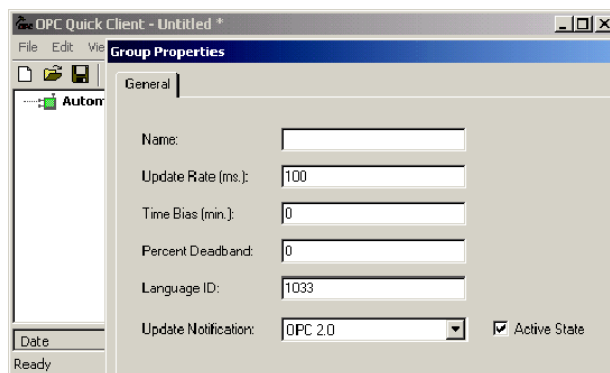 OPC Quick Client - Untitled *
File Edit Vie
Group Properties
General
Autom
Name:
Update Rate (ms.): 100
Time Bias (min.): 0
Percent Deadband: 0
Language ID: 1033
Update Notification: OPC 2.0 Active State
Date
Ready